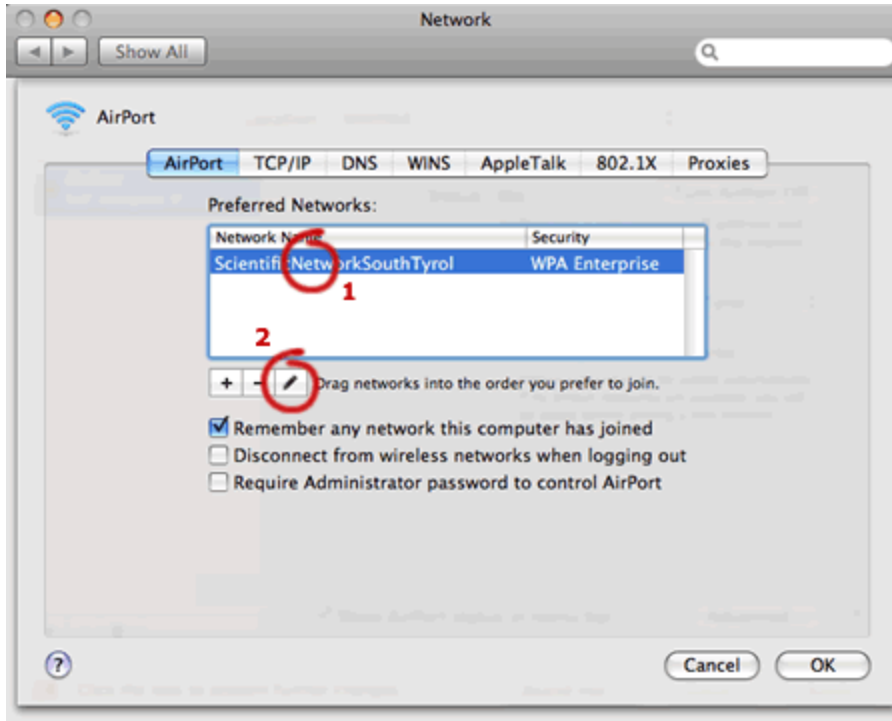 Network
Show All
AirPort
AirPort TCP/IP DNS WINS AppleTalk 802.1X Proxies
Preferred Networks:
Network Name Security
ScientificNetworkSouthTyrol WPA Enterprise
1
2
+ - Drag networks into the order you prefer to join.
Remember any network this computer has joined
Disconnect from wireless networks when logging out
Require Administrator password to control AirPort
? Cancel OK